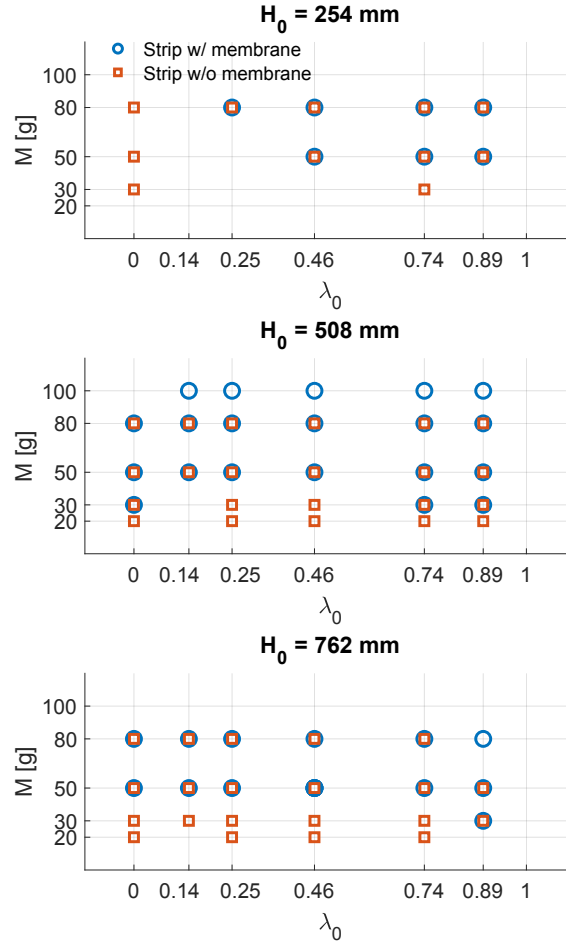 H₀ = 254 mm
Strip w/ membrane
Strip w/o membrane
M [g]
100
80
50
30
20
0 0.14 0.25 0.46 0.74 0.89 1
λ₀
H₀ = 508 mm
M [g]
100
80
50
30
20
0 0.14 0.25 0.46 0.74 0.89 1
λ₀
H₀ = 762 mm
M [g]
100
80
50
30
20
0 0.14 0.25 0.46 0.74 0.89 1
λ₀